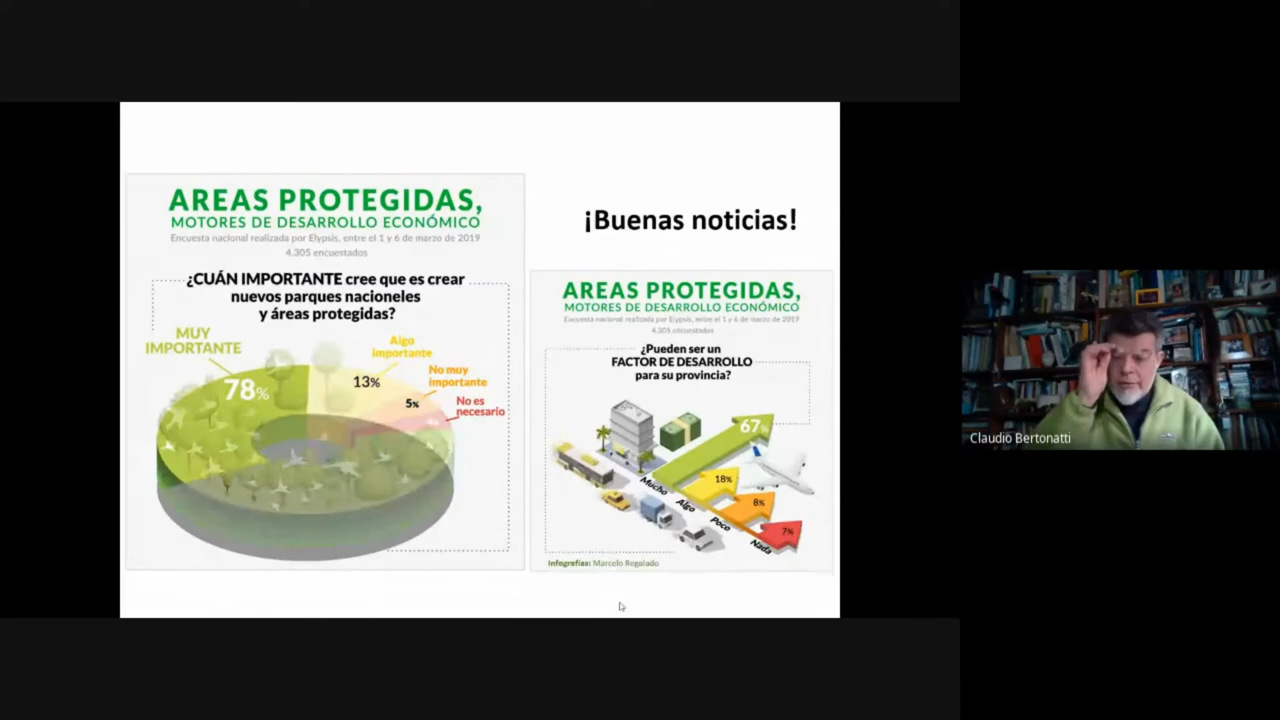 AREAS PROTEGIDAS,
MOTORES DE DESARROLLO ECONÓMICO
Encuesta nacional realizada por Elypsis, entre el 1 y 6 de marzo de 2019
4.305 encuestados
¿CUÁN IMPORTANTE cree que es crear
nuevos parques nacionales
y áreas protegidas?
MUY
IMPORTANTE
78%
Algo
importante
13%
No muy
importante
5%
No es
necesario
¡Buenas noticias!
AREAS PROTEGIDAS,
MOTORES DE DESARROLLO ECONÓMICO
Encuesta nacional realizada por Elypsis, entre el 1 y 6 de marzo de 2019
4.305 encuestados
¿Pueden ser un
FACTOR DE DESARROLLO
para su provincia?
67%
Mucho
18%
Algo
8%
Poco
7%
Nada
Infografías: Marcelo Regalado
Claudio Bertonatti